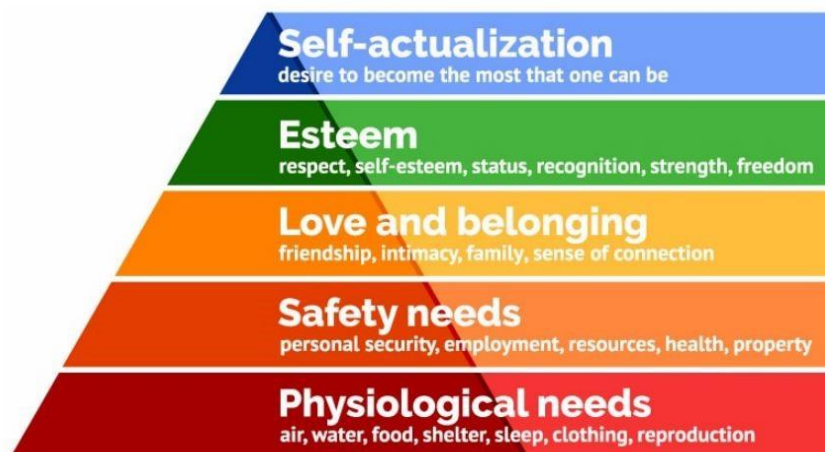 Self-actualization
desire to become the most that one can be
Esteem
respect, self-esteem, status, recognition, strength, freedom
Love and belonging
friendship, intimacy, family, sense of connection
Safety needs
personal security, employment, resources, health, property
Physiological needs
air, water, food, shelter, sleep, clothing, reproduction